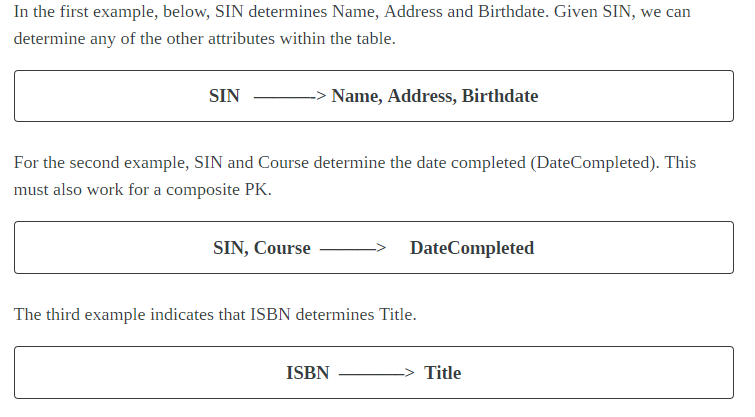 In the first example, below, SIN determines Name, Address and Birthdate. Given SIN, we can
determine any of the other attributes within the table.
SIN ———-> Name, Address, Birthdate
For the second example, SIN and Course determine the date completed (DateCompleted). This
must also work for a composite PK.
SIN, Course ———> DateCompleted
The third example indicates that ISBN determines Title.
ISBN ———–> Title